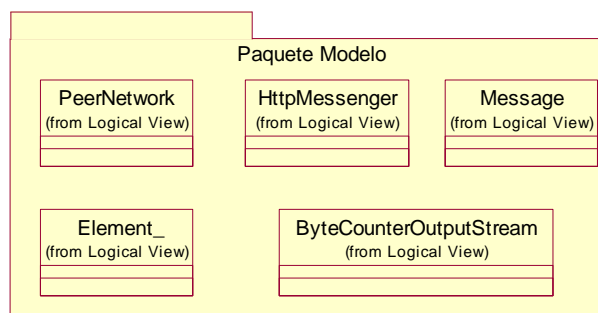 Paquete Modelo
PeerNetwork
(from Logical View)
HttpMessenger
(from Logical View)
Message
(from Logical View)
Element_
(from Logical View)
ByteCounterOutputStream
(from Logical View)